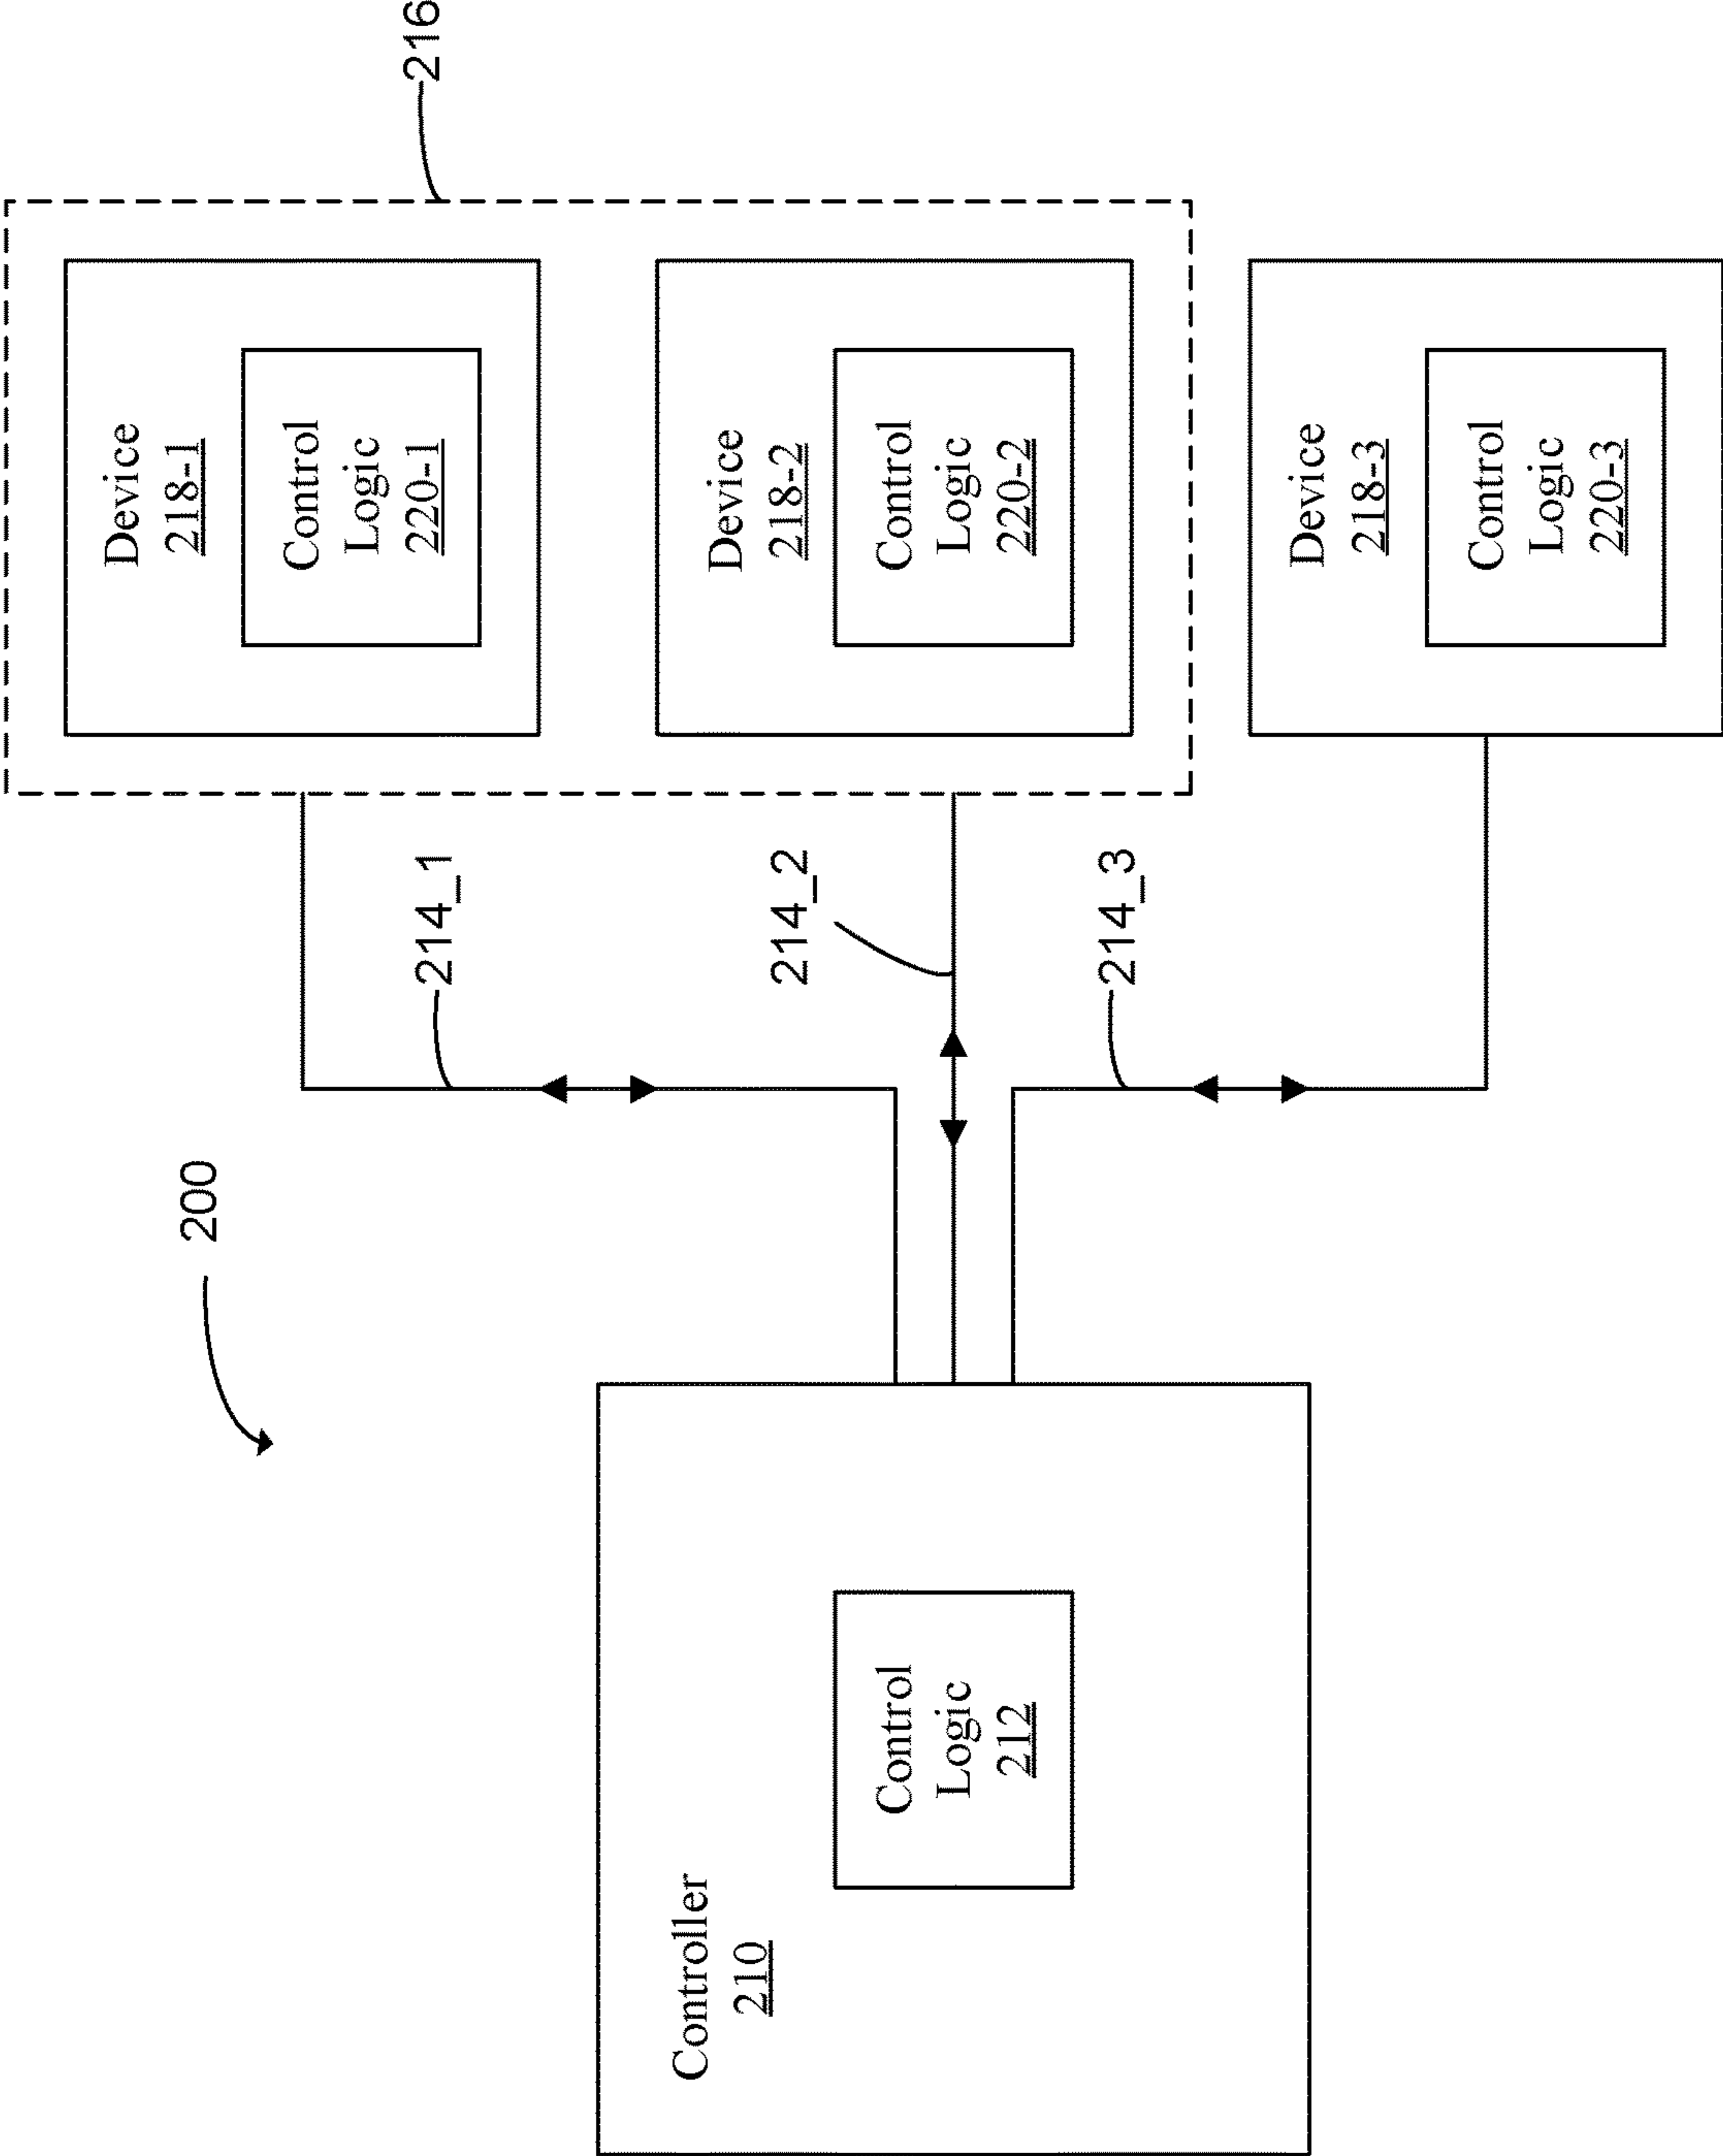 200
Controller
210
Control
Logic
212
214_1
214_2
214_3
216
Device
218-1
Control
Logic
220-1
Device
218-2
Control
Logic
220-2
Device
218-3
Control
Logic
220-3